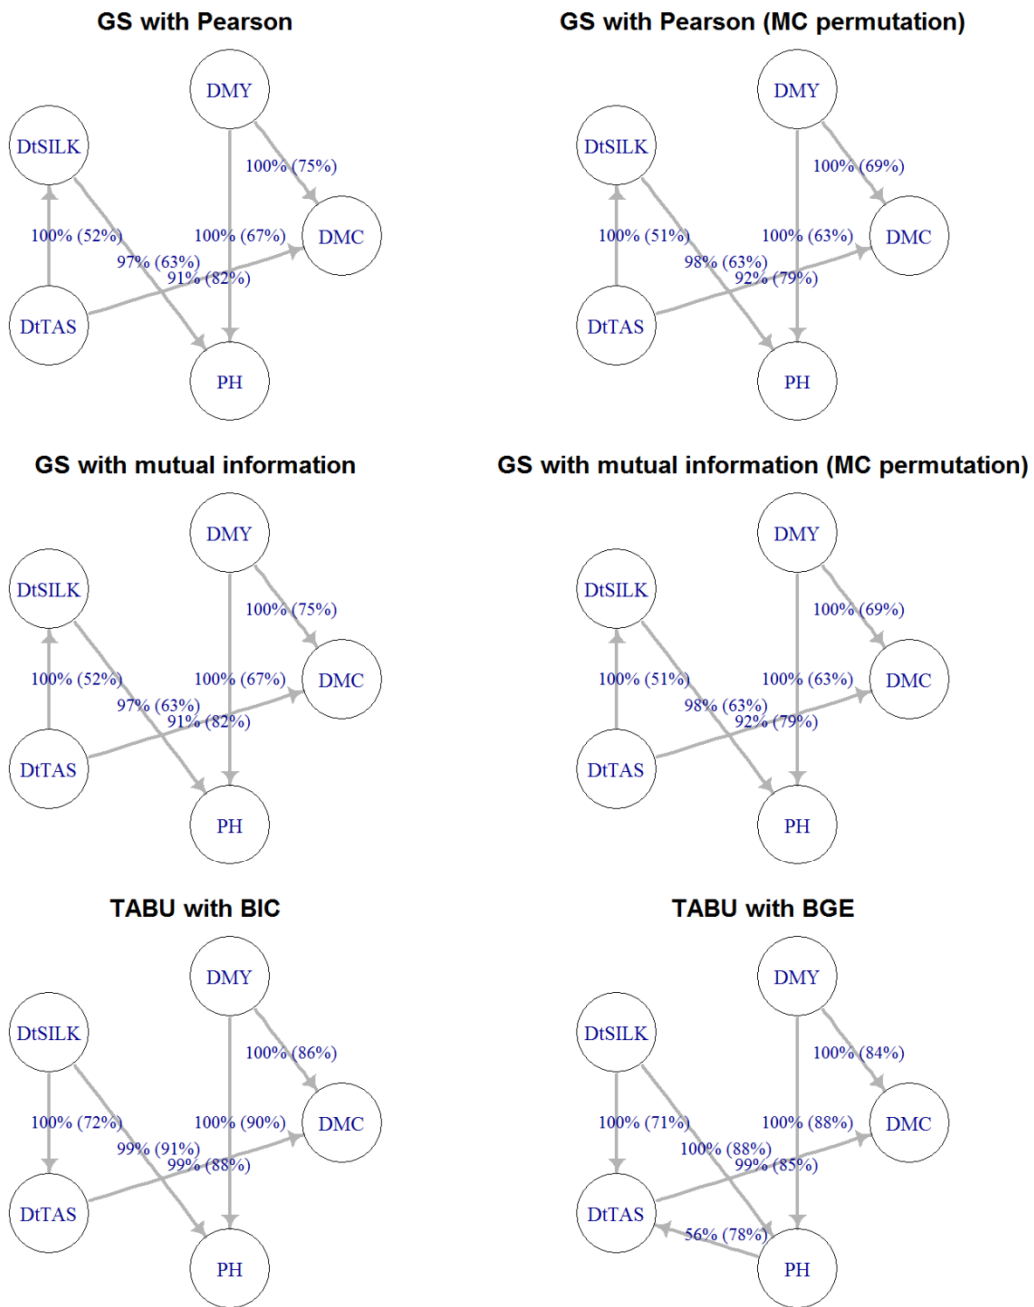 GS with Pearson
DMY
DtSILK
100% (75%)
100% (52%)
100% (67%)
DMC
97% (63%)
91% (82%)
DtTAS
PH
GS with Pearson (MC permutation)
DMY
DtSILK
100% (69%)
100% (51%)
100% (63%)
DMC
98% (63%)
92% (79%)
DtTAS
PH
GS with mutual information
DMY
DtSILK
100% (75%)
100% (52%)
100% (67%)
DMC
97% (63%)
91% (82%)
DtTAS
PH
GS with mutual information (MC permutation)
DMY
DtSILK
100% (69%)
100% (51%)
100% (63%)
DMC
98% (63%)
92% (79%)
DtTAS
PH
TABU with BIC
DMY
DtSILK
100% (86%)
100% (72%)
100% (90%)
DMC
99% (91%)
99% (88%)
DtTAS
PH
TABU with BGE
DMY
DtSILK
100% (84%)
100% (71%)
100% (88%)
DMC
100% (88%)
99% (85%)
DtTAS
56% (78%)
PH